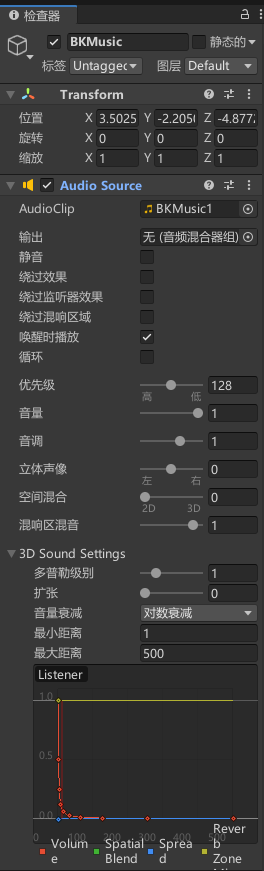 检查器
BKMusic 静态的
标签 Untagge 图层 Default
Transform
位置 X 3.5025 Y -2.205 Z -4.877
旋转 X 0 Y 0 Z 0
缩放 X 1 Y 1 Z 1
Audio Source
AudioClip BKMusic1
输出 无 (音频混合器组)
静音
绕过效果
绕过监听器效果
绕过混响区域
唤醒时播放
循环
优先级 128
高 低
音量 1
音调 1
立体声像 0
左 右
空间混合 0
2D 3D
混响区混音 1
3D Sound Settings
多普勒级别 1
扩张 0
音量衰减 对数衰减
最小距离 1
最大距离 500
Listener
1.0
0.5
0.0
0 100 200 300 400 500
Volume
Spatial Blend
Spread
Reverb Zone